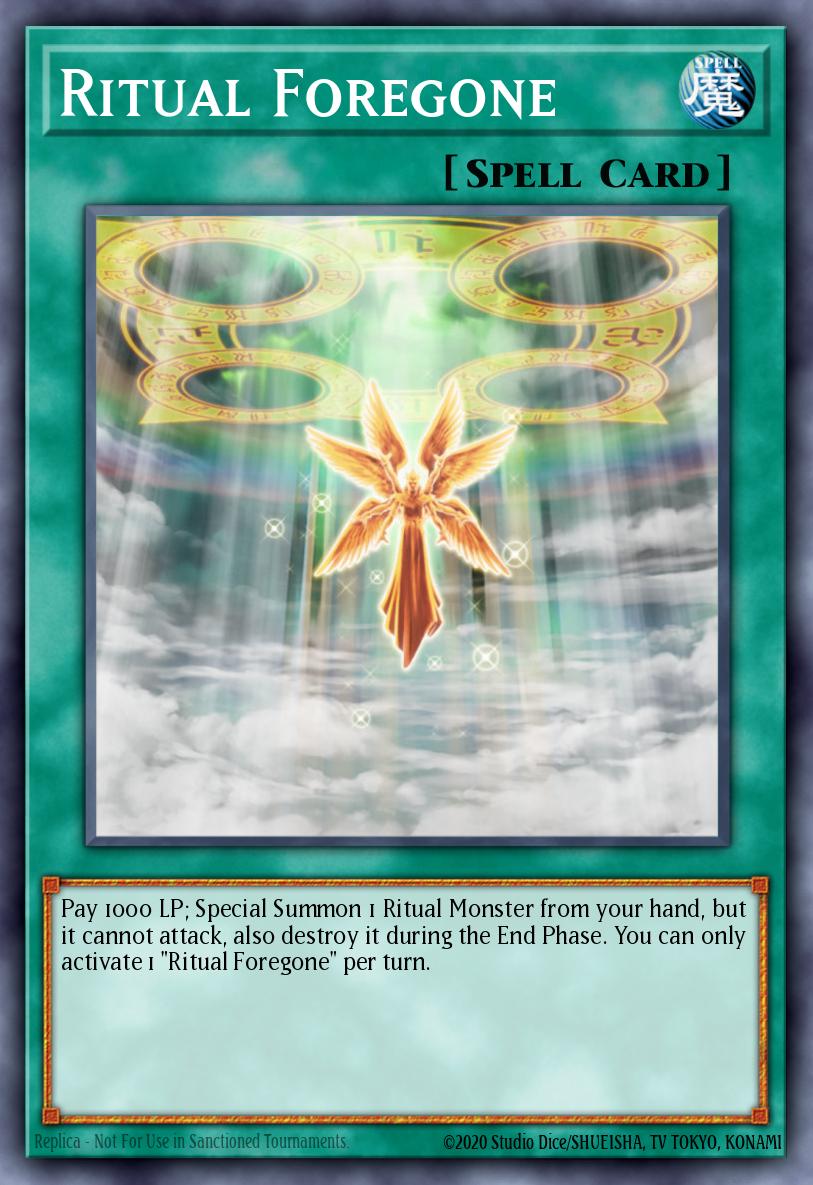 Ritual Foregone
SPELL
魔
[Spell Card]
Pay 1000 LP; Special Summon 1 Ritual Monster from your hand, but
it cannot attack, also destroy it during the End Phase. You can only
activate 1 "Ritual Foregone" per turn.
Replica - Not For Use in Sanctioned Tournaments.
©2020 Studio Dice/SHUEISHA, TV TOKYO, KONAMI